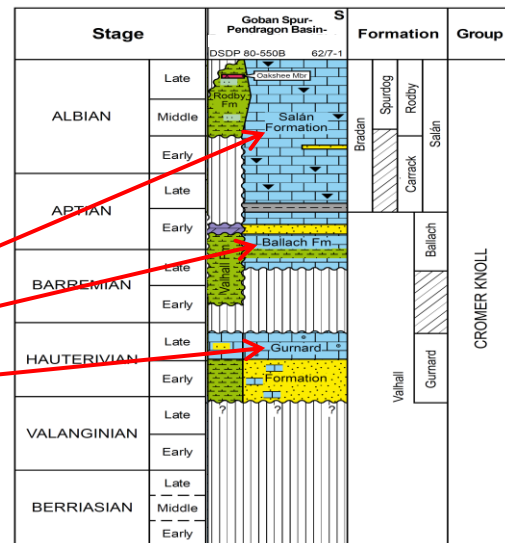 Stage
Goban Spur-
Pendragon Basin-
S
DSDP 80-550B
62/7-1
Formation
Group
ALBIAN
Late
Middle
Early
APTIAN
Late
Early
BARREMIAN
Late
Early
HAUTERIVIAN
Late
Early
VALANGINIAN
Late
Early
BERRIASIAN
Late
Middle
Early
Oakshee Mbr
Rodby
Fm
Salán
Formation
Ballach Fm
Valhall
Gurnard
Formation
? ? ?
Bradan
Spurdog
Rodby
Carrack
Salán
Valhall
Ballach
Gurnard
CROMER KNOLL